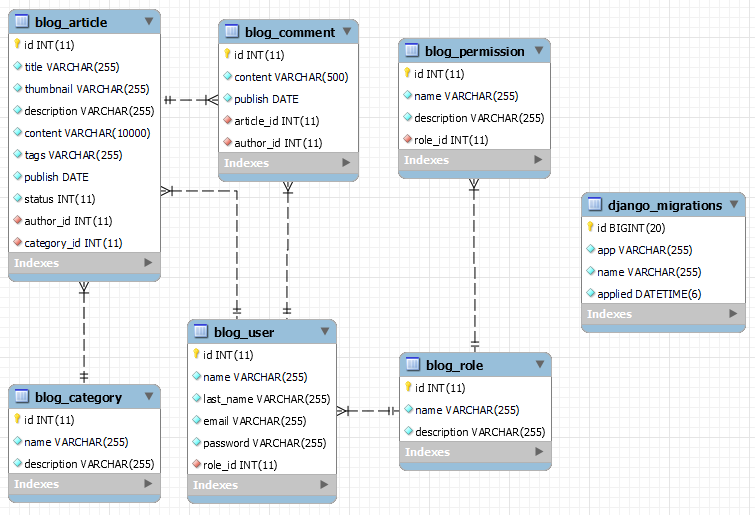 blog_article
id INT(11)
title VARCHAR(255)
thumbnail VARCHAR(255)
description VARCHAR(255)
content VARCHAR(10000)
tags VARCHAR(255)
publish DATE
status INT(11)
author_id INT(11)
category_id INT(11)
Indexes
blog_comment
id INT(11)
content VARCHAR(500)
publish DATE
article_id INT(11)
author_id INT(11)
Indexes
blog_permission
id INT(11)
name VARCHAR(255)
description VARCHAR(255)
role_id INT(11)
Indexes
django_migrations
id BIGINT(20)
app VARCHAR(255)
name VARCHAR(255)
applied DATETIME(6)
Indexes
blog_user
id INT(11)
name VARCHAR(255)
last_name VARCHAR(255)
email VARCHAR(255)
password VARCHAR(255)
role_id INT(11)
Indexes
blog_role
id INT(11)
name VARCHAR(255)
description VARCHAR(255)
Indexes
blog_category
id INT(11)
name VARCHAR(255)
description VARCHAR(255)
Indexes